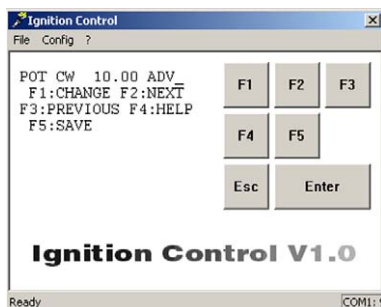 Ignition Control
File Config ?
POT CW 10.00 ADV_
F1:CHANGE F2:NEXT
F3:PREVIOUS F4:HELP
F5:SAVE
F1 F2 F3
F4 F5
Esc Enter
Ignition Control V1.0
Ready COM1: